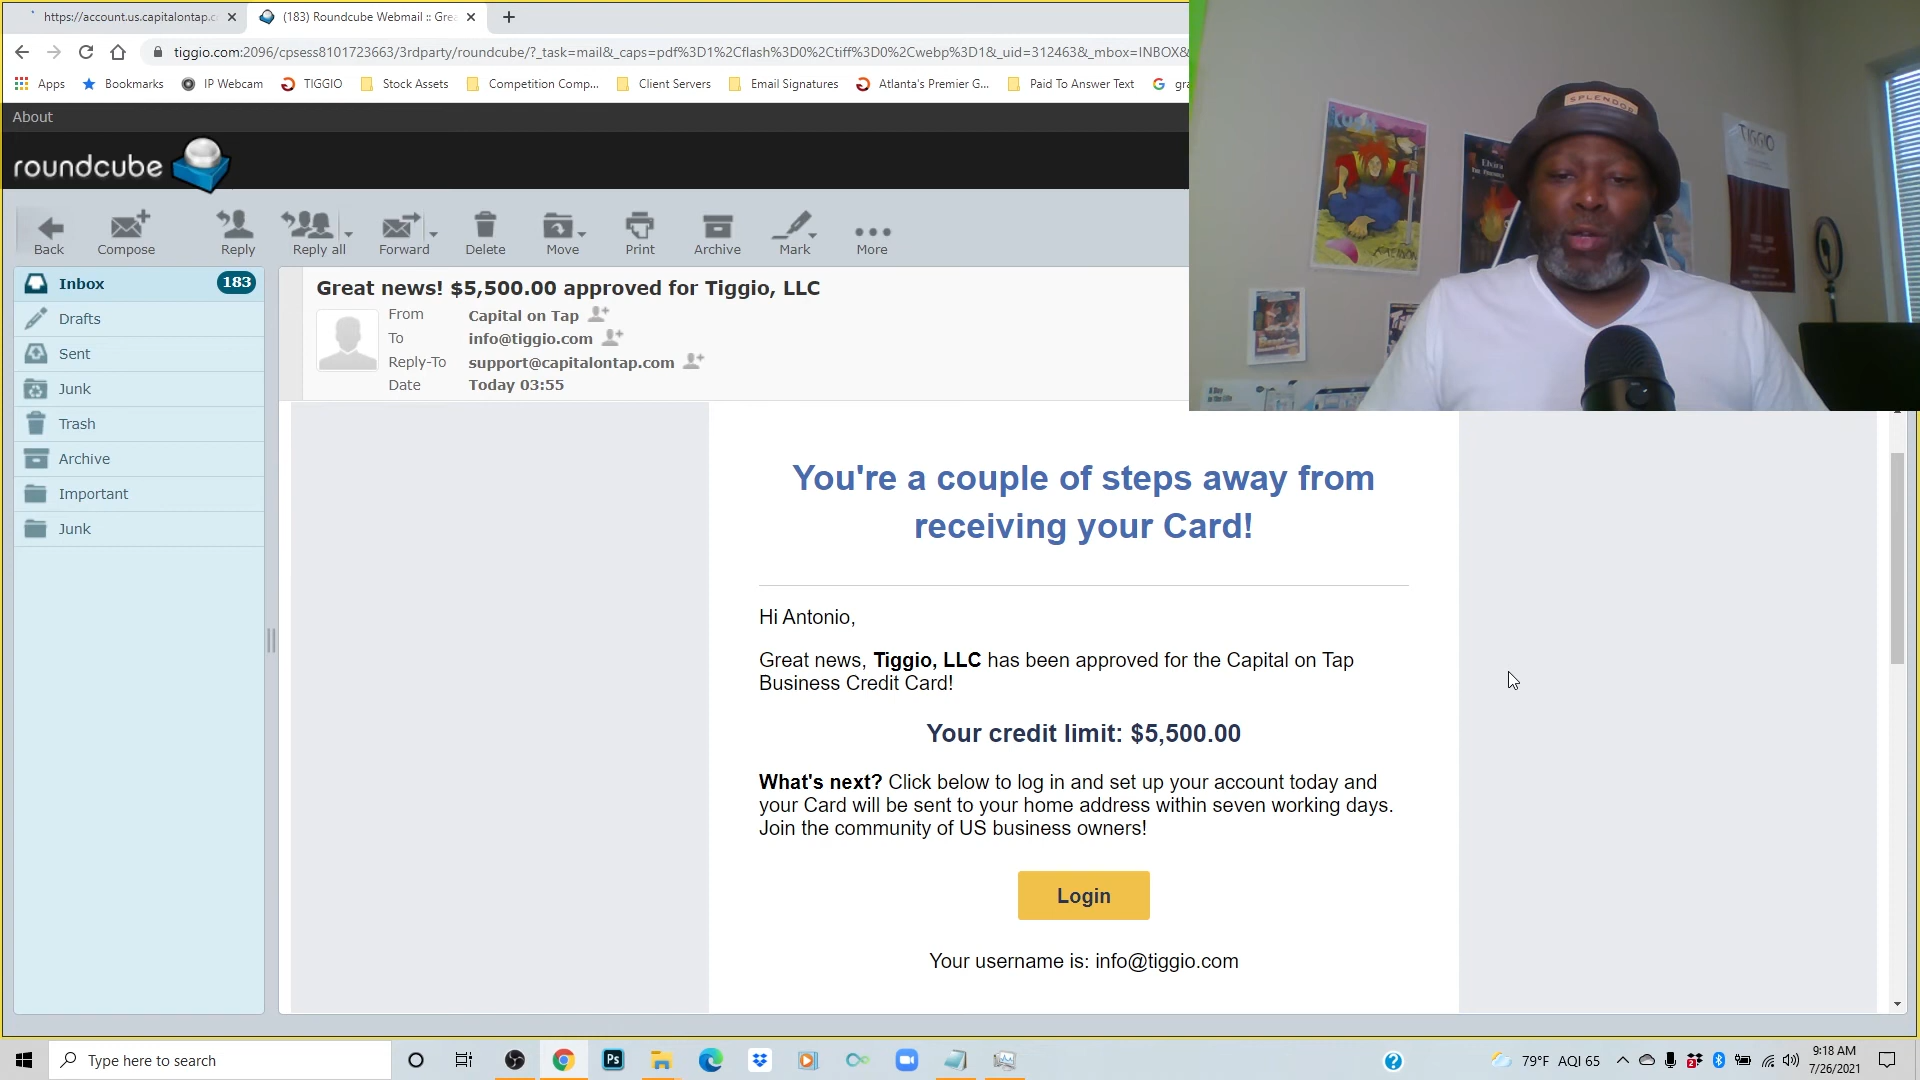 https://account.us.capitalontap.c
(183) Roundcube Webmail :: Grea
tiggio.com:2096/cpsess8101723663/3rdparty/roundcube/?_task=mail&_caps=pdf%3D1%2Cflash%3D0%2Ctiff%3D0%2Cwebp%3D1&_uid=312463&_mbox=INBOX&
Apps
Bookmarks
IP Webcam
TIGGIO
Stock Assets
Competition Comp...
Client Servers
Email Signatures
Atlanta's Premier G...
Paid To Answer Text
gra
About
roundcube
Back
Compose
Reply
Reply all
Forward
Delete
Move
Print
Archive
Mark
More
Inbox 183
Drafts
Sent
Junk
Trash
Archive
Important
Junk
Great news! $5,500.00 approved for Tiggio, LLC
From Capital on Tap
To info@tiggio.com
Reply-To support@capitalontap.com
Date Today 03:55
SPLENDOR
TIGGIO
Elvira
You're a couple of steps away from
receiving your Card!
Hi Antonio,
Great news, Tiggio, LLC has been approved for the Capital on Tap
Business Credit Card!
Your credit limit: $5,500.00
What's next? Click below to log in and set up your account today and
your Card will be sent to your home address within seven working days.
Join the community of US business owners!
Login
Your username is: info@tiggio.com
Type here to search
Ps
79°F AQI 65
9:18 AM
7/26/2021